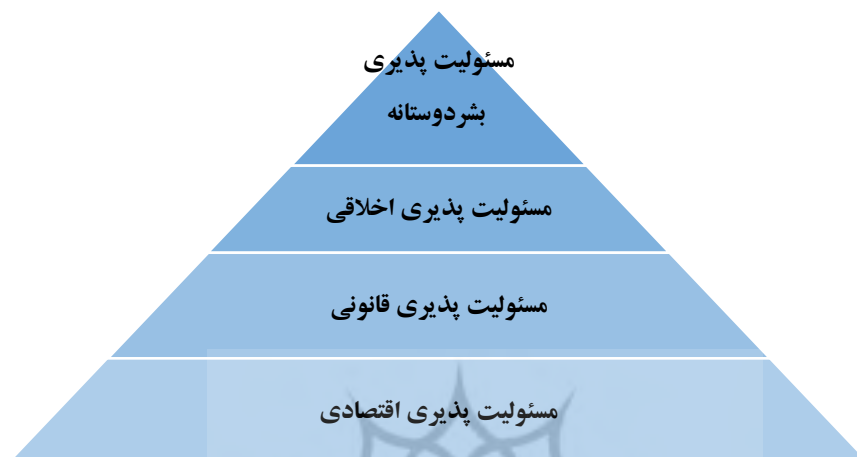 مسئولیت پذیری
بشردوستانه
مسئولیت پذیری اخلاقی
مسئولیت پذیری قانونی
مسئولیت پذیری اقتصادی